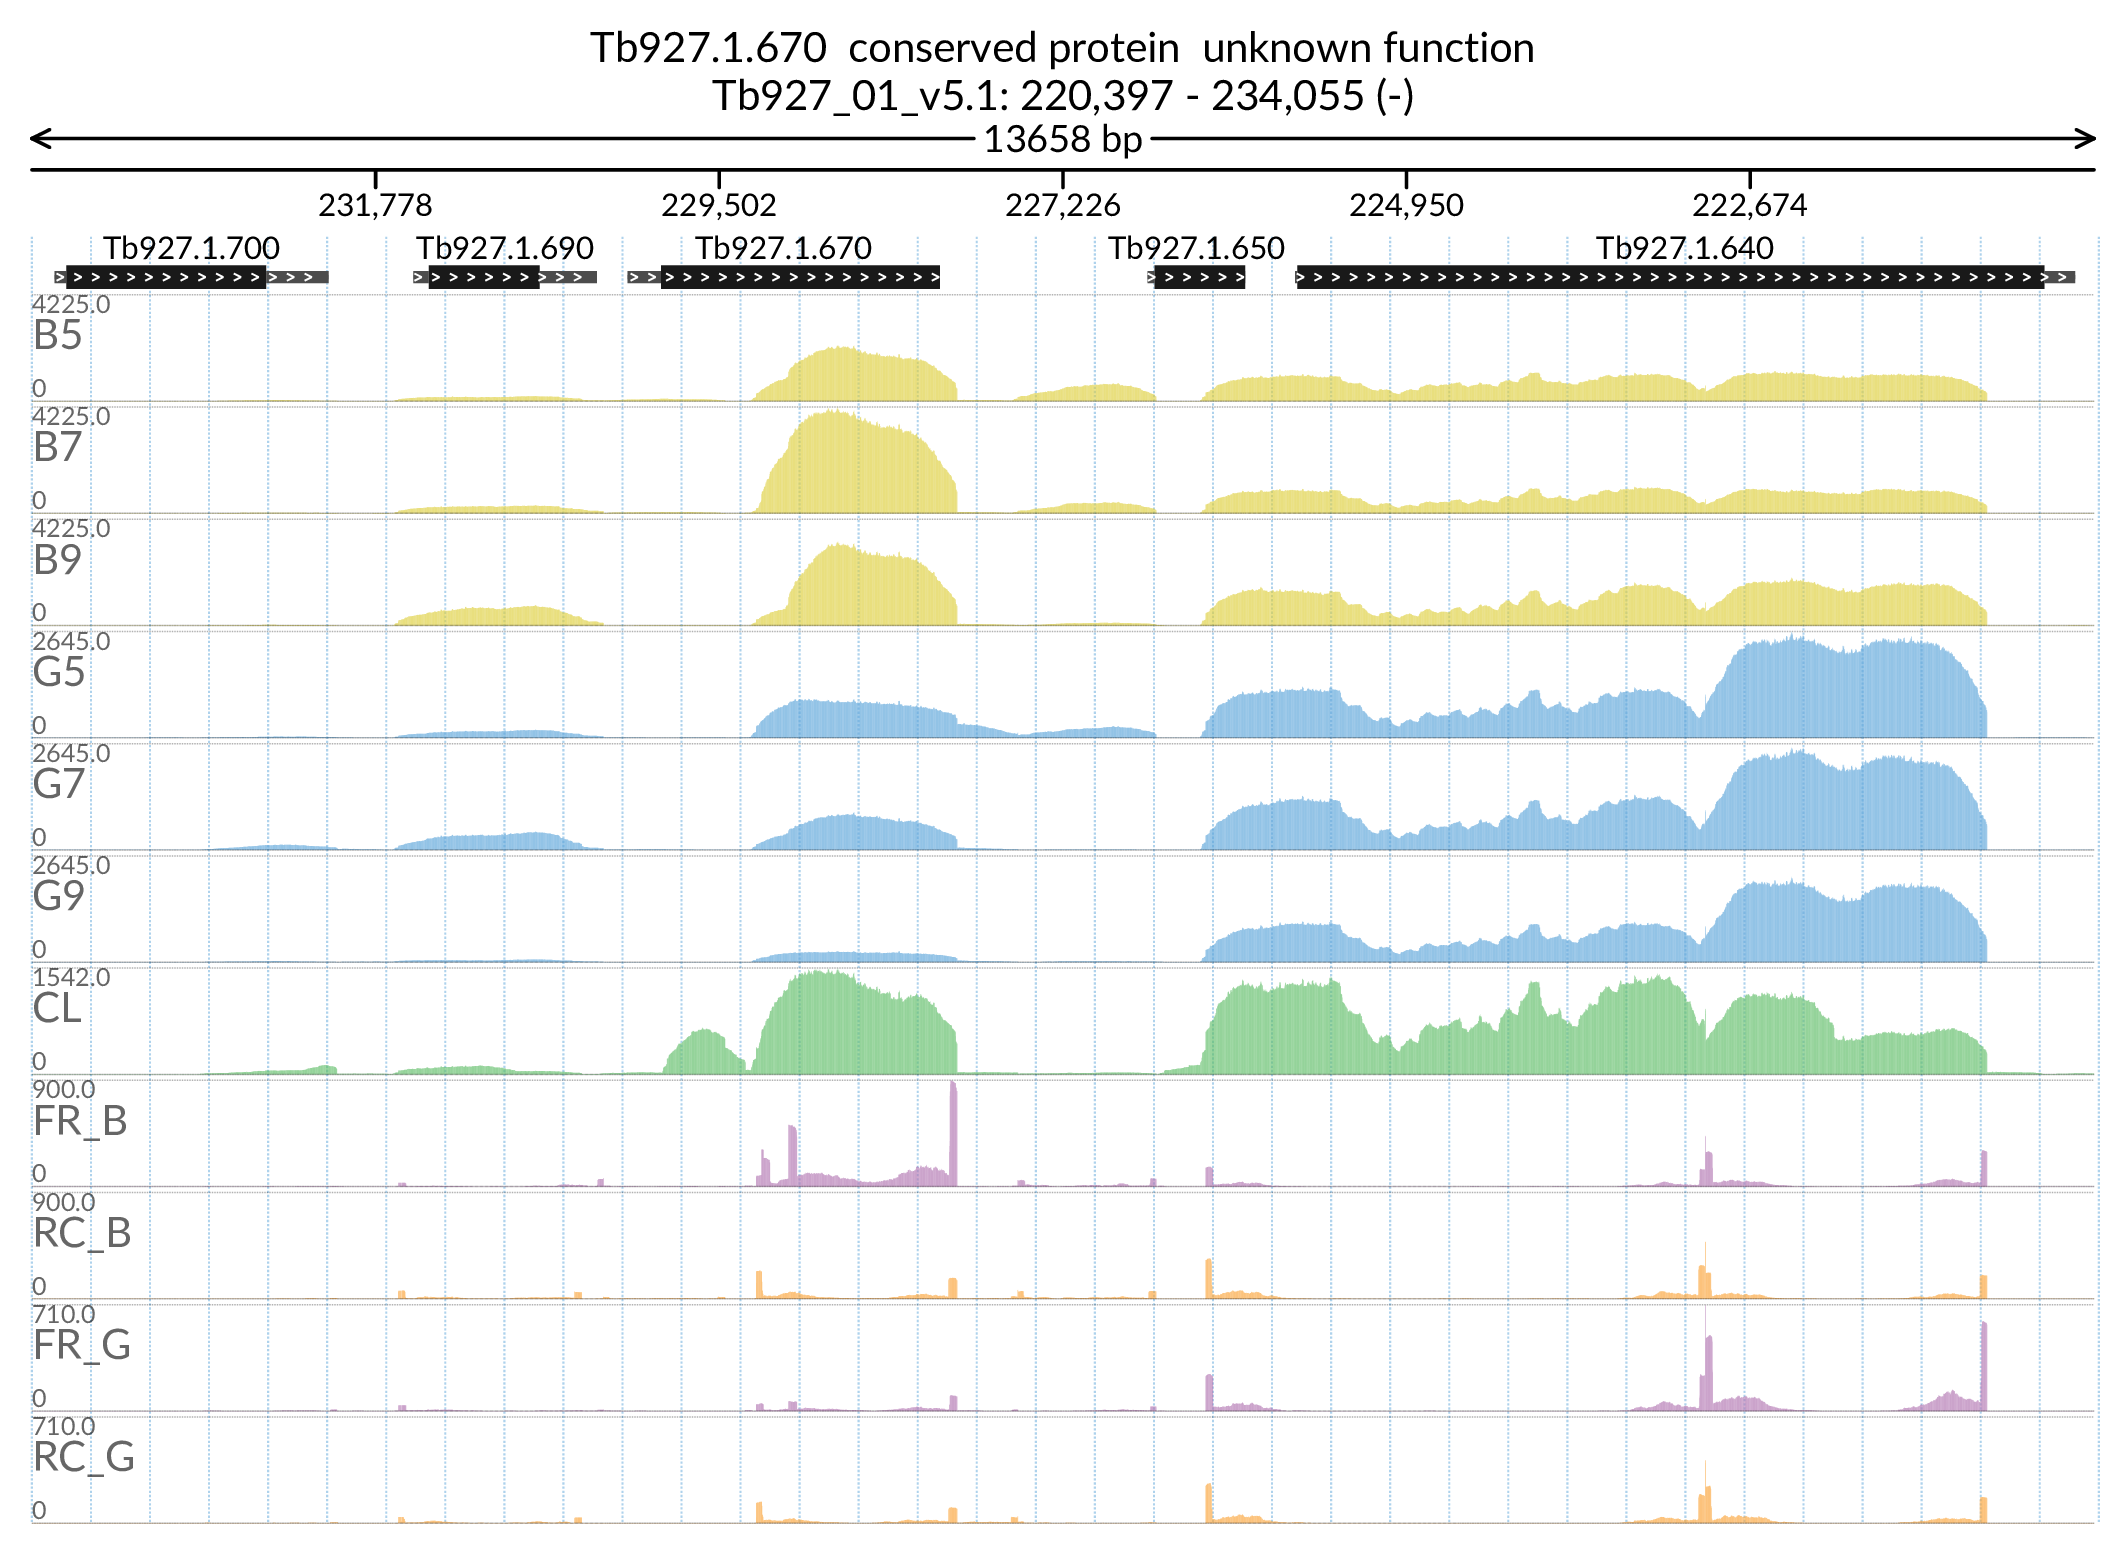 Tb927.1.670  conserved protein  unknown function
Tb927_01_v5.1: 220,397 - 234,055 (-)
13658 bp
231,778 229,502 227,226 224,950 222,674
Tb927.1.700 Tb927.1.690 Tb927.1.670 Tb927.1.650 Tb927.1.640
4225.0
B5
0
4225.0
B7
0
4225.0
B9
0
2645.0
G5
0
2645.0
G7
0
2645.0
G9
0
1542.0
CL
0
900.0
FR_B
0
900.0
RC_B
0
710.0
FR_G
0
710.0
RC_G
0